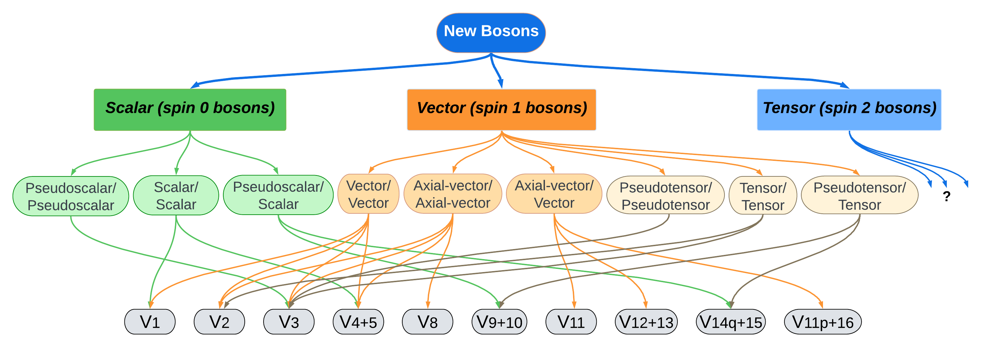 New Bosons
Scalar (spin 0 bosons)
Vector (spin 1 bosons)
Tensor (spin 2 bosons)
Pseudoscalar/
Pseudoscalar
Scalar/
Scalar
Pseudoscalar/
Scalar
Vector/
Vector
Axial-vector/
Axial-vector
Axial-vector/
Vector
Pseudotensor/
Pseudotensor
Tensor/
Tensor
Pseudotensor/
Tensor
?
V1
V2
V3
V4+5
V8
V9+10
V11
V12+13
V14q+15
V11p+16